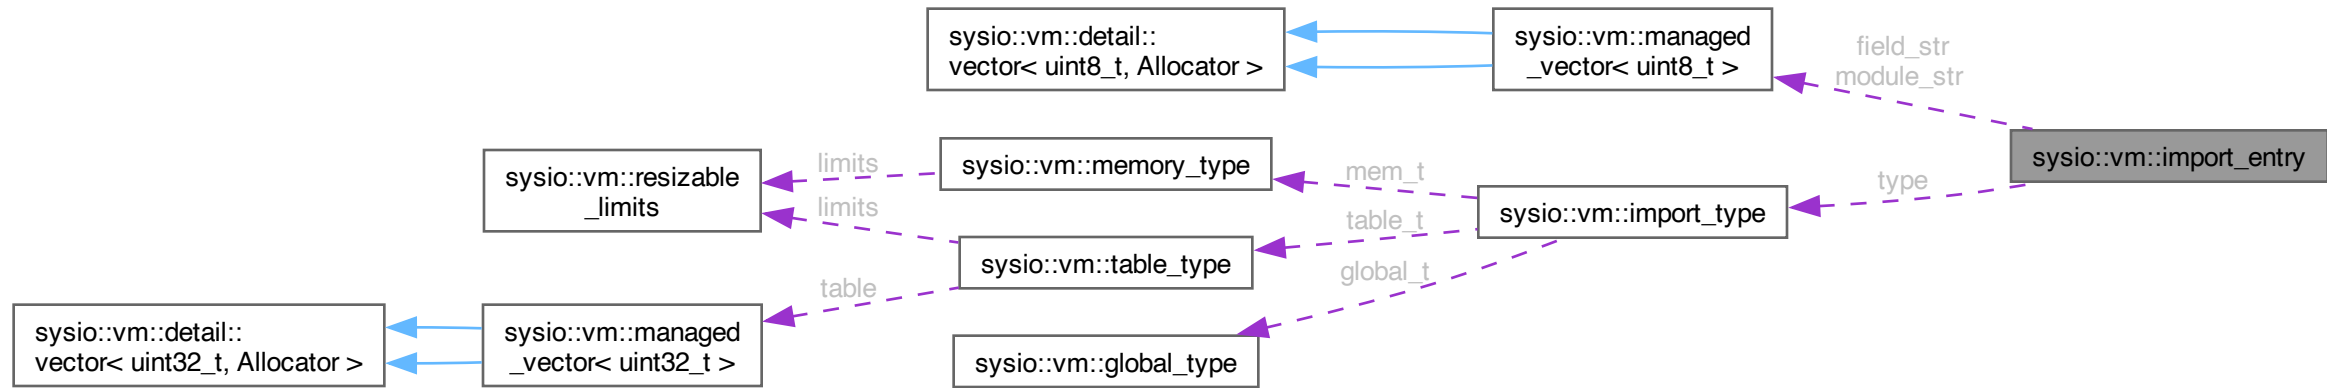 sysio::vm::detail::
vector< uint8_t, Allocator >
sysio::vm::managed
_vector< uint8_t >
field_str
module_str
sysio::vm::import_entry
sysio::vm::resizable
_limits
limits
limits
sysio::vm::memory_type
mem_t
type
sysio::vm::import_type
table_t
sysio::vm::table_type
global_t
table
sysio::vm::detail::
vector< uint32_t, Allocator >
sysio::vm::managed
_vector< uint32_t >
sysio::vm::global_type